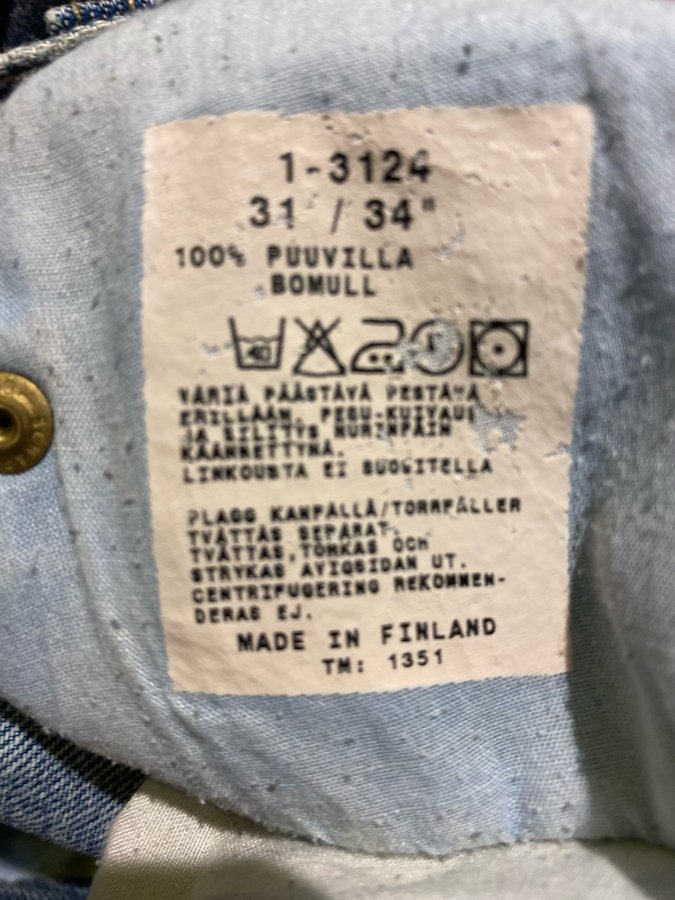 1-3124
31 / 34"
100% PUUVILLA
BOMULL
40
VÄRIÄ PÄÄSTÄVÄ PESTÄVÄ
ERILLÄÄN. PESU-KUIVAUS
JA SILITYS NURINPÄIN
KÄÄNNETTYNÄ.
LINKOUSTA EI SUOSITELLA
PLAGG KANPÄLLÄ/TORRFÄLLER
TVÄTTAS SEPARAT.
TVÄTTAS, TORKAS OCH
STRYKAS AVIGSIDAN UT.
CENTRIFUGERING REKOMMEN-
DERAS EJ.
MADE IN FINLAND
TM: 1351